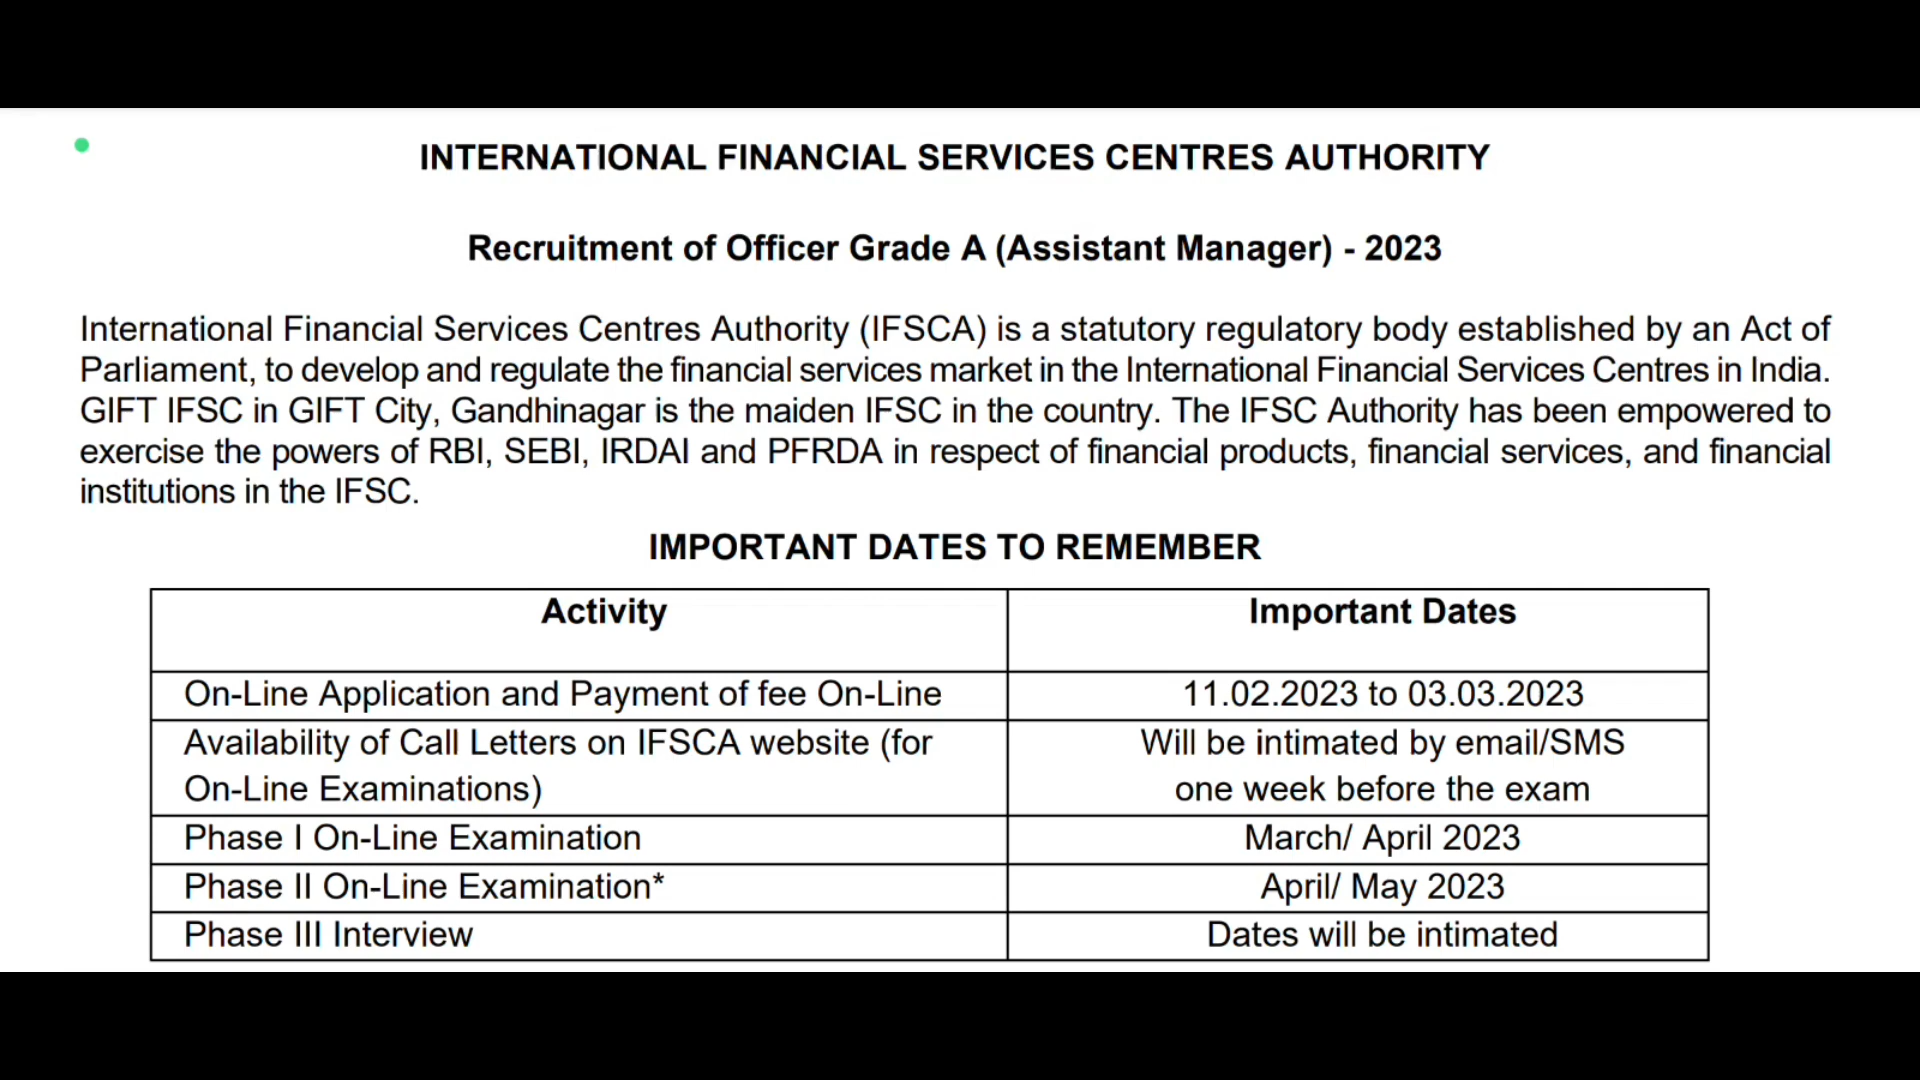 INTERNATIONAL FINANCIAL SERVICES CENTRES AUTHORITY
Recruitment of Officer Grade A (Assistant Manager) - 2023
International Financial Services Centres Authority (IFSCA) is a statutory regulatory body established by an Act of
Parliament, to develop and regulate the financial services market in the International Financial Services Centres in India.
GIFT IFSC in GIFT City, Gandhinagar is the maiden IFSC in the country. The IFSC Authority has been empowered to
exercise the powers of RBI, SEBI, IRDAI and PFRDA in respect of financial products, financial services, and financial
institutions in the IFSC.
IMPORTANT DATES TO REMEMBER
Activity Important Dates
On-Line Application and Payment of fee On-Line 11.02.2023 to 03.03.2023
Availability of Call Letters on IFSCA website (for Will be intimated by email/SMS
On-Line Examinations) one week before the exam
Phase I On-Line Examination March/ April 2023
Phase II On-Line Examination* April/ May 2023
Phase III Interview Dates will be intimated